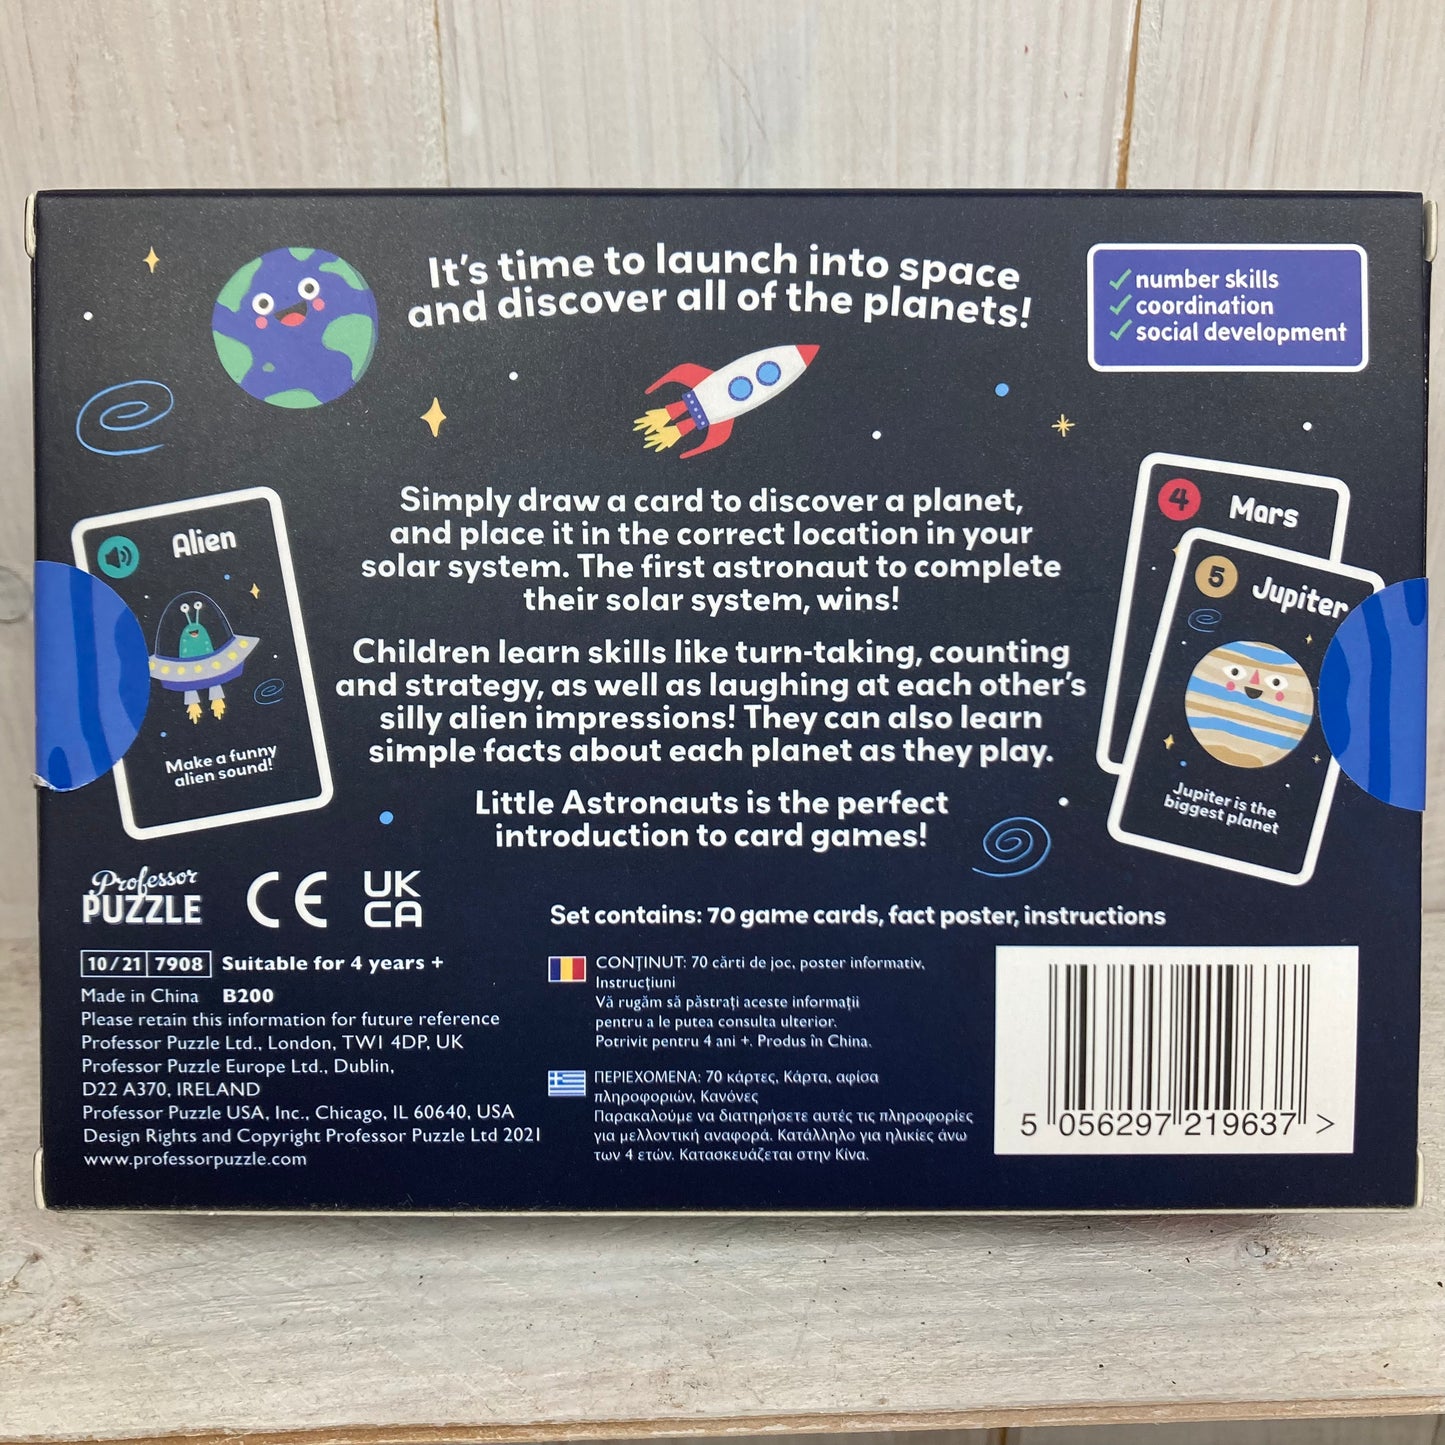 It's time to launch into space
and discover all of the planets!
✓ number skills
✓ coordination
✓ social development
Alien
Make a funny
alien sound!
Simply draw a card to discover a planet,
and place it in the correct location in your
solar system. The first astronaut to complete
their solar system, wins!
Children learn skills like turn-taking, counting
and strategy, as well as laughing at each other's
silly alien impressions! They can also learn
simple facts about each planet as they play.
Little Astronauts is the perfect
introduction to card games!
4 Mars
5 Jupiter
Jupiter is the
biggest planet
Professor
PUZZLE
CE
UK
CA
Set contains: 70 game cards, fact poster, instructions
10/21 7908 Suitable for 4 years +
Made in China B200
Please retain this information for future reference
Professor Puzzle Ltd., London, TW1 4DP, UK
Professor Puzzle Europe Ltd., Dublin,
D22 A370, IRELAND
Professor Puzzle USA, Inc., Chicago, IL 60640, USA
Design Rights and Copyright Professor Puzzle Ltd 2021
www.professorpuzzle.com
CONȚINUT: 70 cărti de joc, poster informativ,
Instrucțiuni
Vă rugăm să păstrați aceste informații
pentru a le putea consulta ulterior.
Potrivit pentru 4 ani +. Produs în China.
ΠΕΡΙΕΧΟΜΕΝΑ: 70 κάρτες, Κάρτα, αφίσα
πληροφοριών, Κανόνες
Παρακαλούμε να διατηρήσετε αυτές τις πληροφορίες
για μελλοντική αναφορά. Κατάλληλο για ηλικίες άνω
των 4 ετών. Κατασκευάζεται στην Κίνα.
5 056297 219637 >